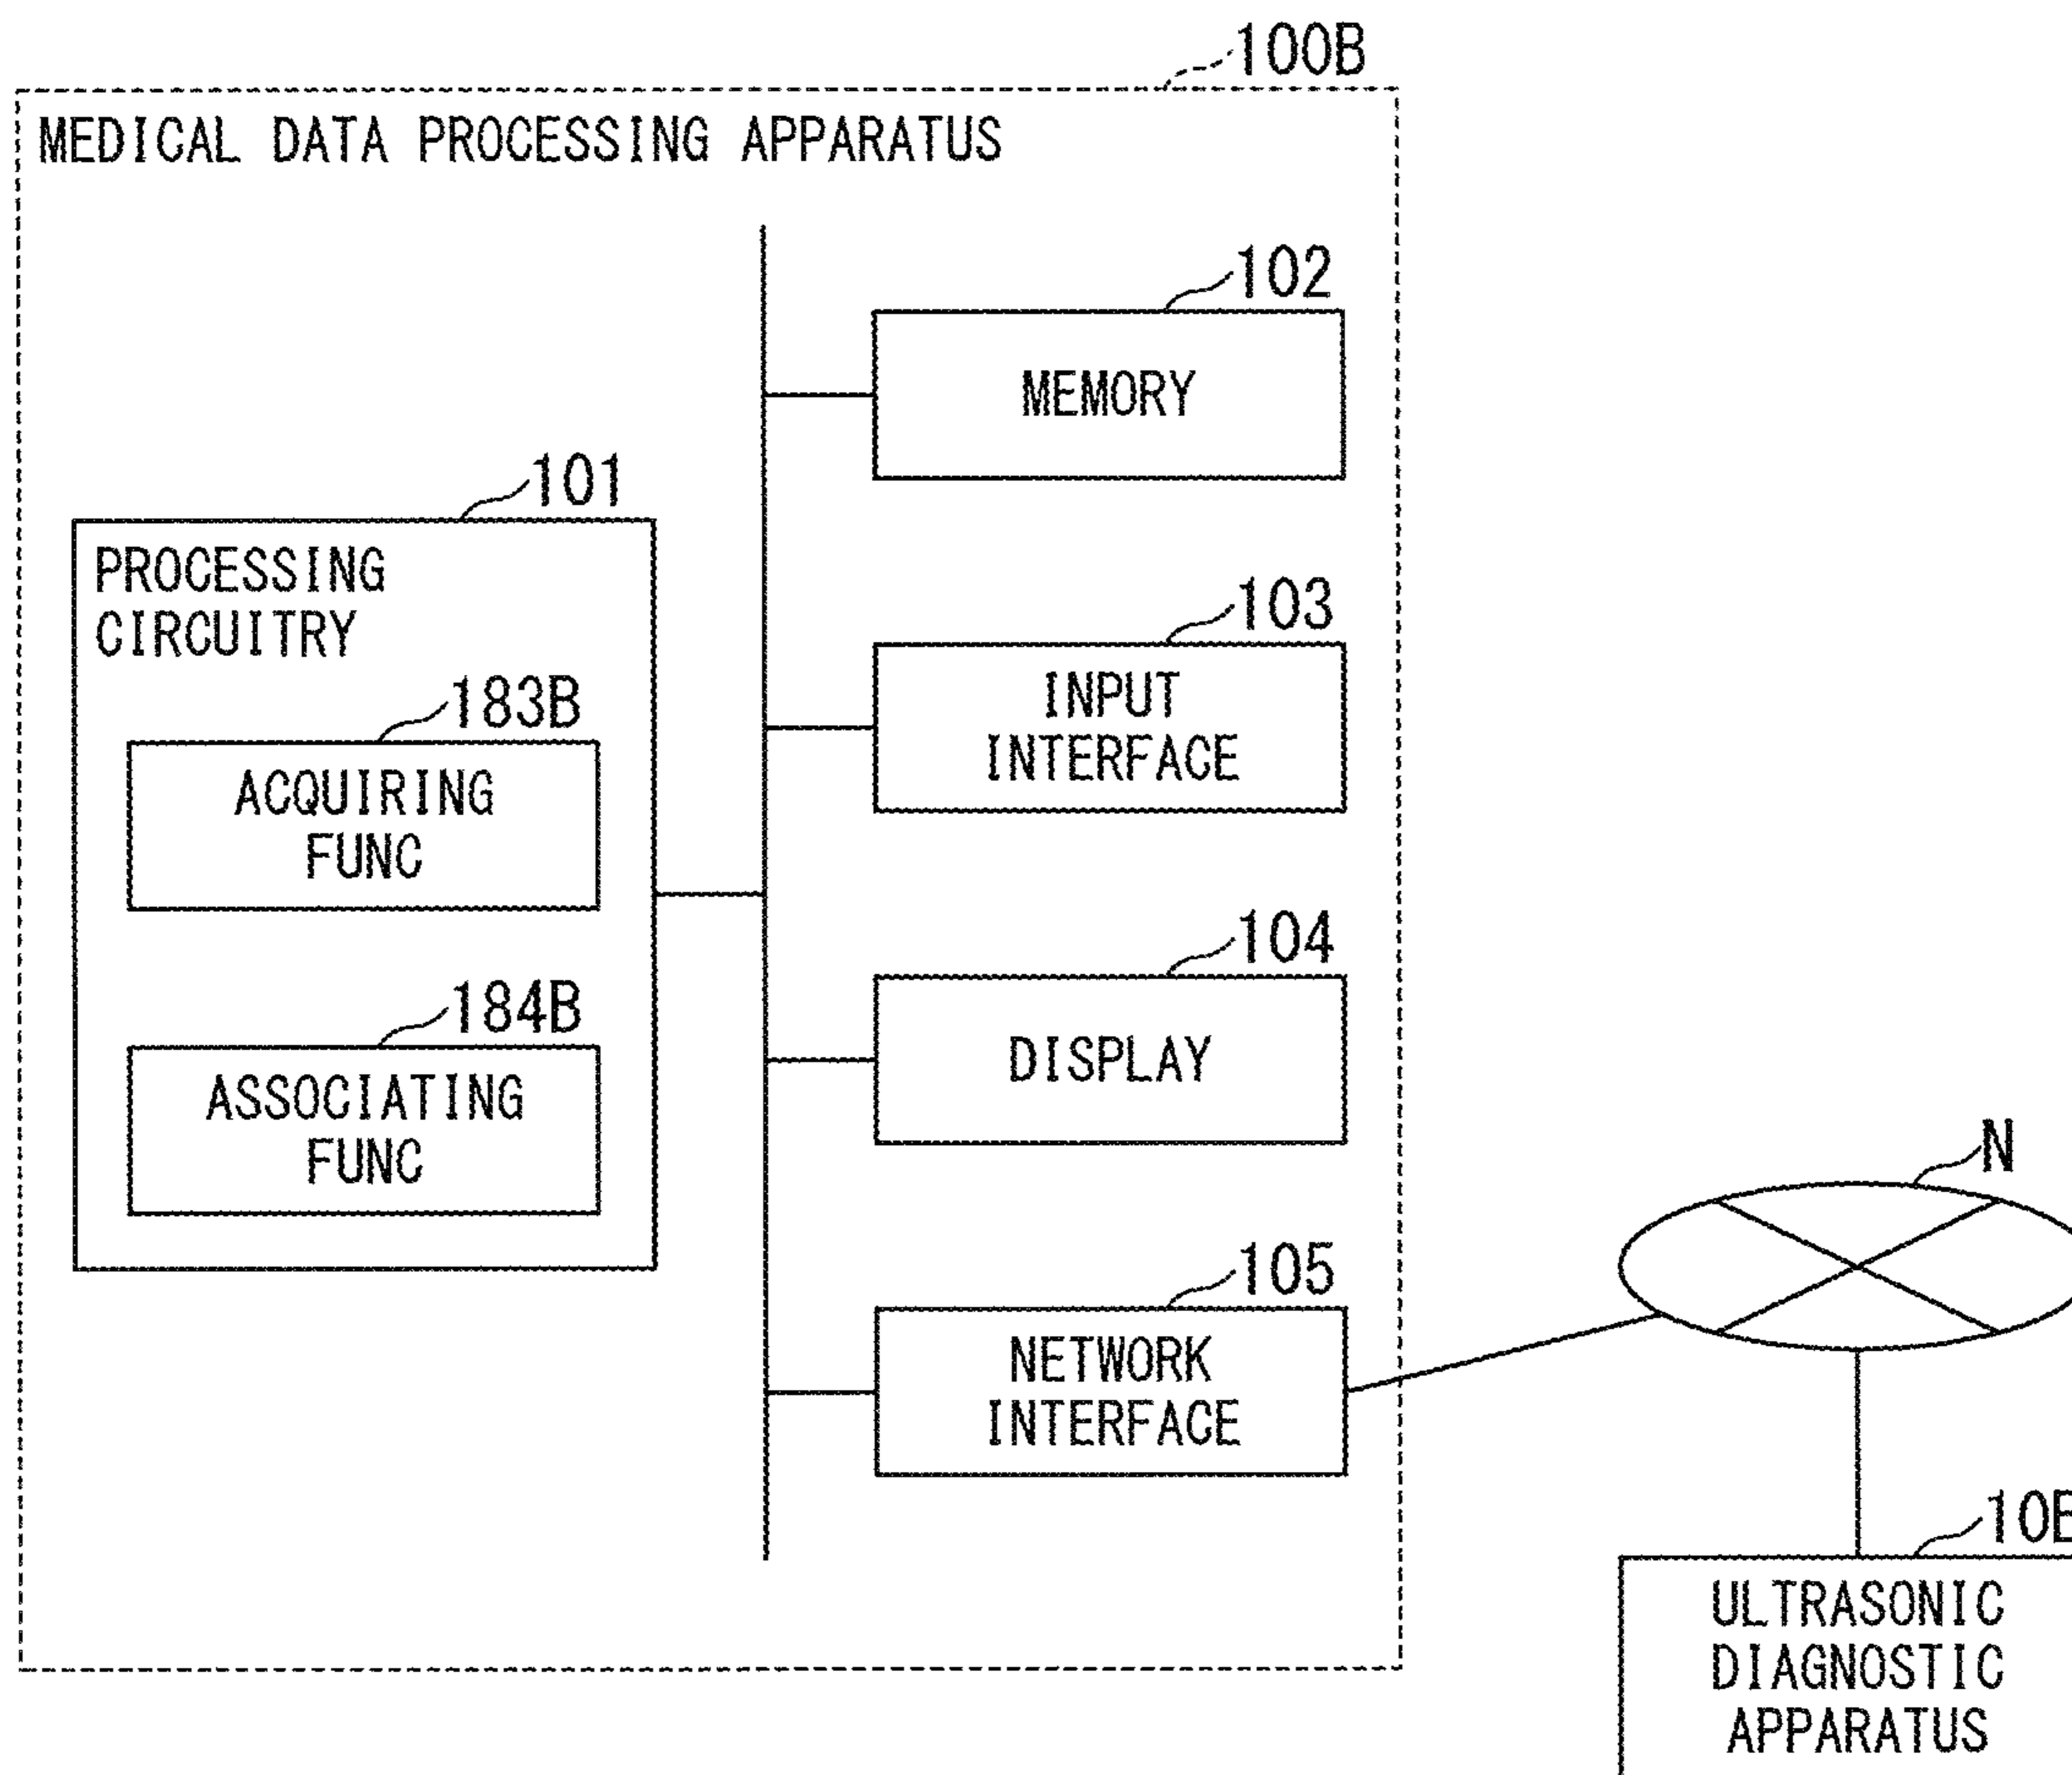 100B
MEDICAL DATA PROCESSING APPARATUS
102
MEMORY
101
PROCESSING
CIRCUITRY
103
INPUT
INTERFACE
183B
ACQUIRING
FUNC
104
DISPLAY
184B
ASSOCIATING
FUNC
N
105
NETWORK
INTERFACE
10B
ULTRASONIC
DIAGNOSTIC
APPARATUS